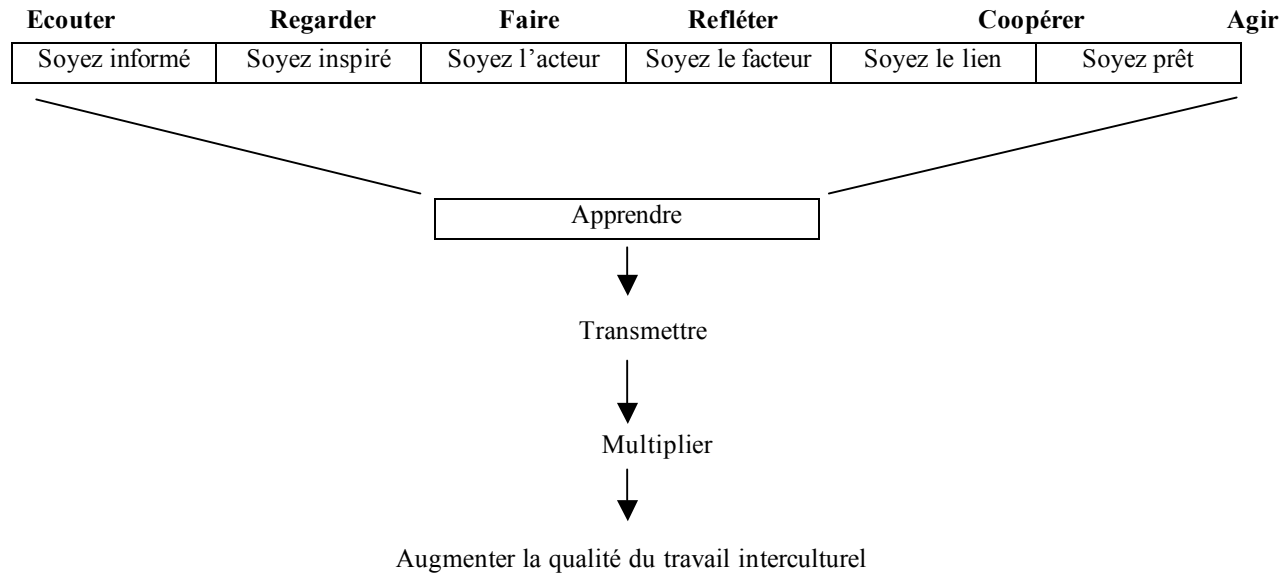 Ecouter Regarder Faire Refléter Coopérer Agir
Soyez informé Soyez inspiré Soyez l’acteur Soyez le facteur Soyez le lien Soyez prêt
Apprendre
Transmettre
Multiplier
Augmenter la qualité du travail interculturel